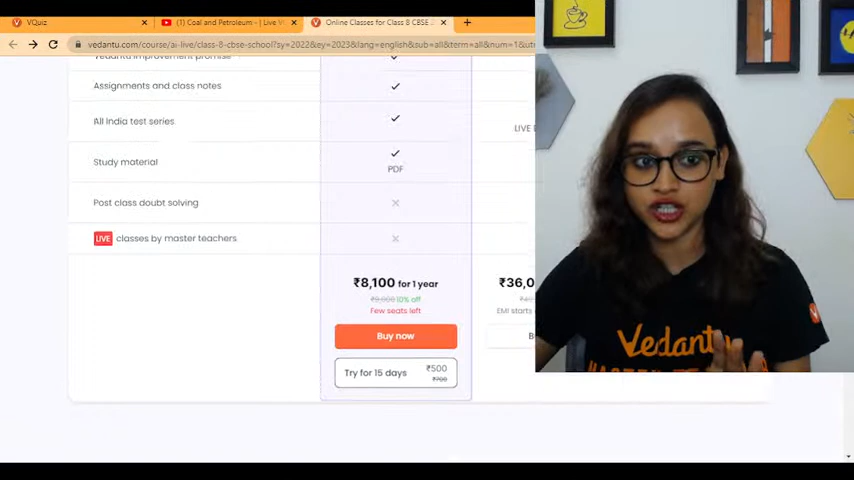 VQuiz
(1) Coal and Petroleum - | Live V
Online Classes for Class 8 CBSE
vedantu.com/course/ai-live/class-8-cbse-school?sy=2022&ey=2023&lang=english&sub=all&term=all&num=1&ut
Vedantu improvement promise
Assignments and class notes
All India test series
LIVE
Study material
PDF
Post class doubt solving
LIVE classes by master teachers
₹8,100 for 1 year
₹36,0
₹9,000 10% off
Few seats left
EMI starts
Buy now
Try for 15 days
₹500
₹700
Vedantu